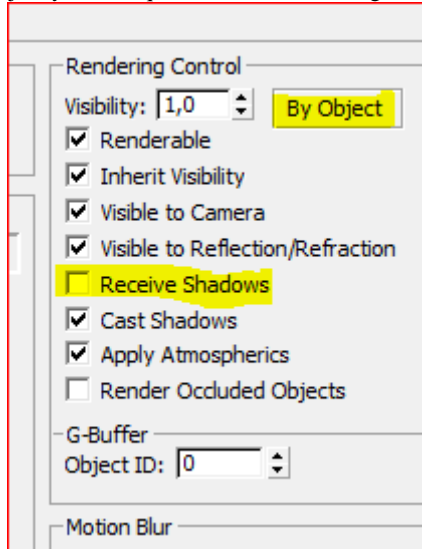 Rendering Control
Visibility: 1,0 By Object
Renderable
Inherit Visibility
Visible to Camera
Visible to Reflection/Refraction
Receive Shadows
Cast Shadows
Apply Atmospherics
Render Occluded Objects
G-Buffer
Object ID: 0
Motion Blur